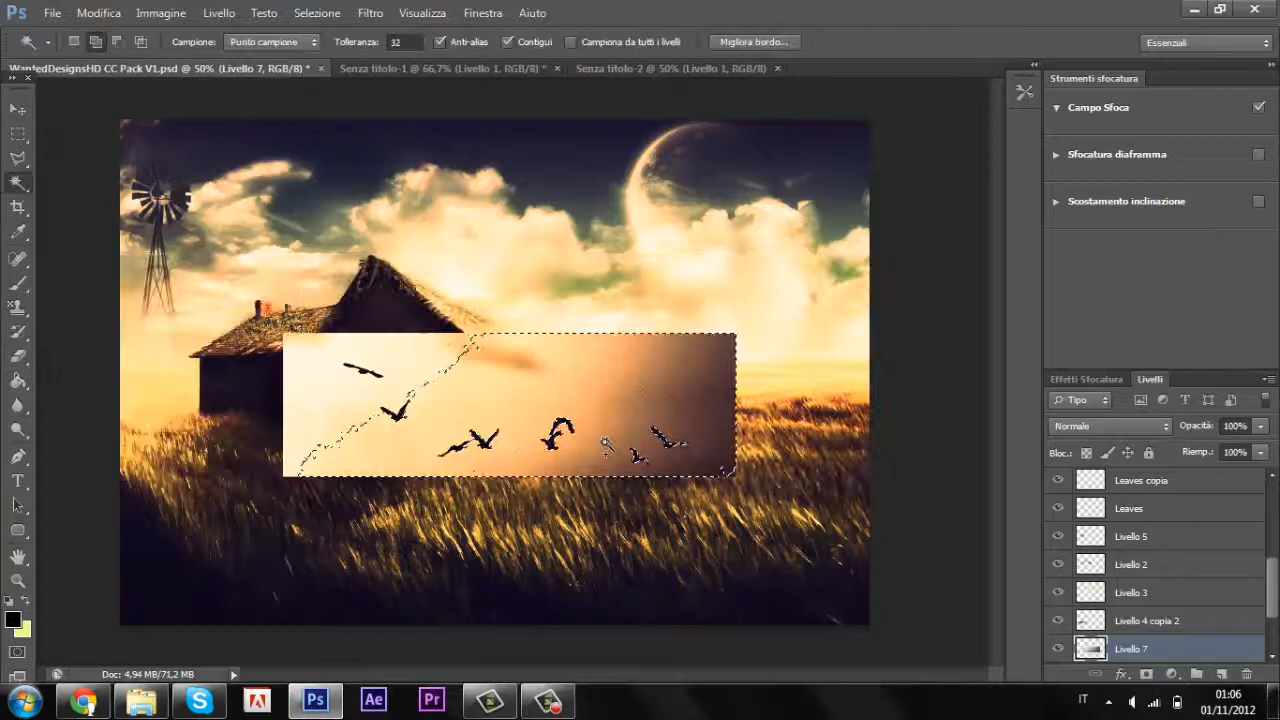 Ps File Modifica Immagine Livello Testo Selezione Filtro Visualizza Finestra Aiuto
Campione: Punto campione Tolleranza: 32 Anti-alias Contigui Campiona da tutti i livelli Migliora bordo... Essenziali
WantedDesignsHD CC Pack V1.psd @ 50% (Livello 7, RGB/8) * × Senza titolo-1 @ 66,7% (Livello 1, RGB/8) * × Senza titolo-2 @ 50% (Livello 1, RGB/8) ×
Strumenti sfocatura
Campo Sfoca
Sfocatura diaframma
Scostamento inclinazione
Effetti Sfocatura Livelli
Tipo
Normale Opacità: 100%
Bloc.: Riemp.: 100%
Leaves copia
Leaves
Livello 5
Livello 2
Livello 3
Livello 4 copia 2
Livello 7
fx
Doc: 4,94 MB/71,2 MB
Ps Ae Pr IT 01:06
01/11/2012